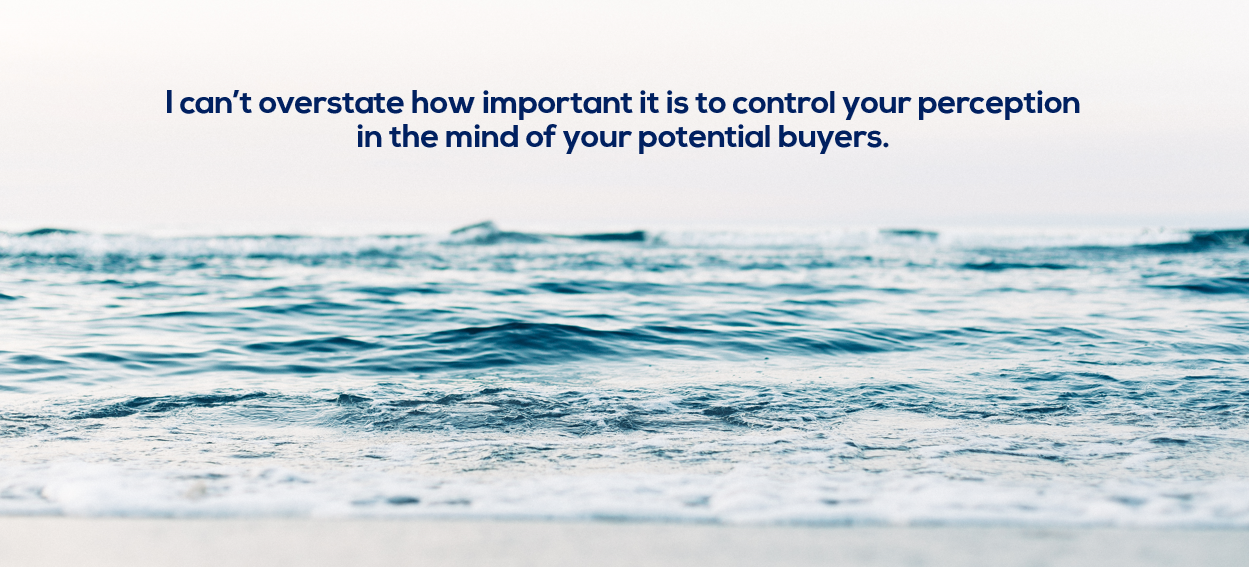 I can’t overstate how important it is to control your perception
in the mind of your potential buyers.